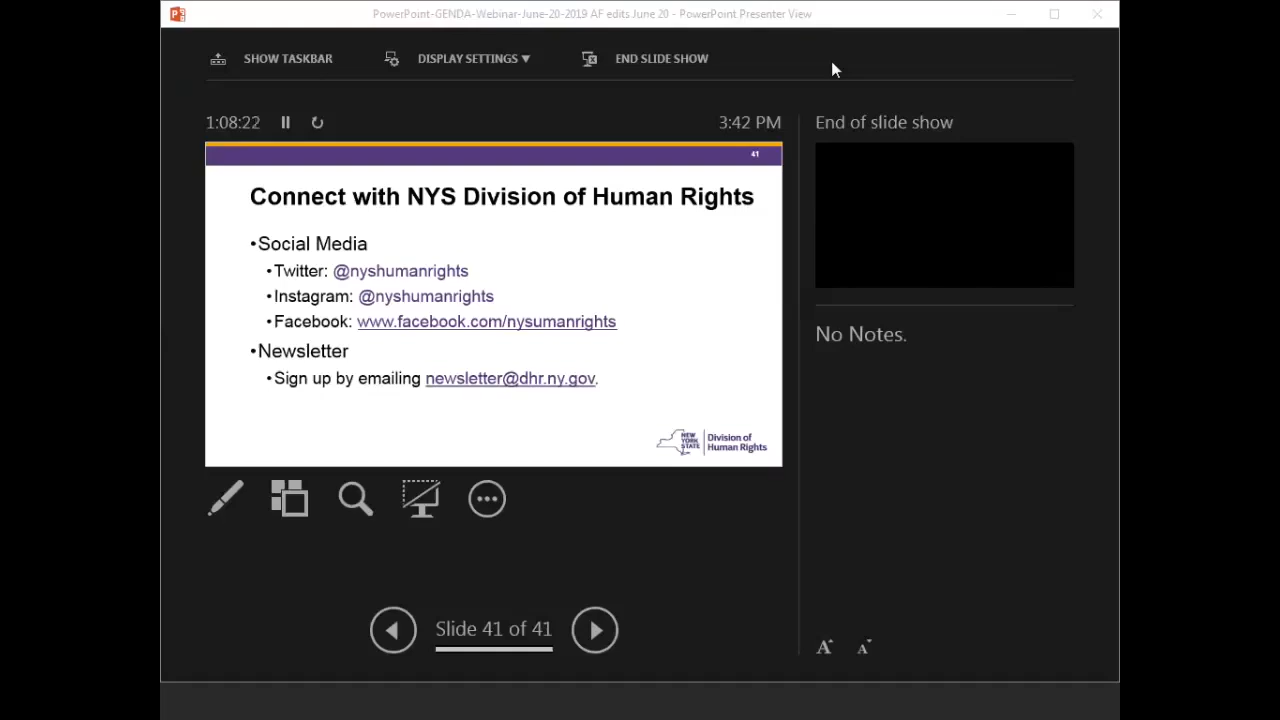 PowerPoint-GENDA-Webinar-June-20-2019 AF edits June 20 - PowerPoint Presenter View
SHOW TASKBAR
DISPLAY SETTINGS ▼
END SLIDE SHOW
1:08:22
3:42 PM
41
Connect with NYS Division of Human Rights
•Social Media
•Twitter: @nyshumanrights
•Instagram: @nyshumanrights
•Facebook: www.facebook.com/nysumanrights
•Newsletter
•Sign up by emailing newsletter@dhr.ny.gov.
NEW
YORK
STATE
Division of
Human Rights
Slide 41 of 41
End of slide show
No Notes.
A
A